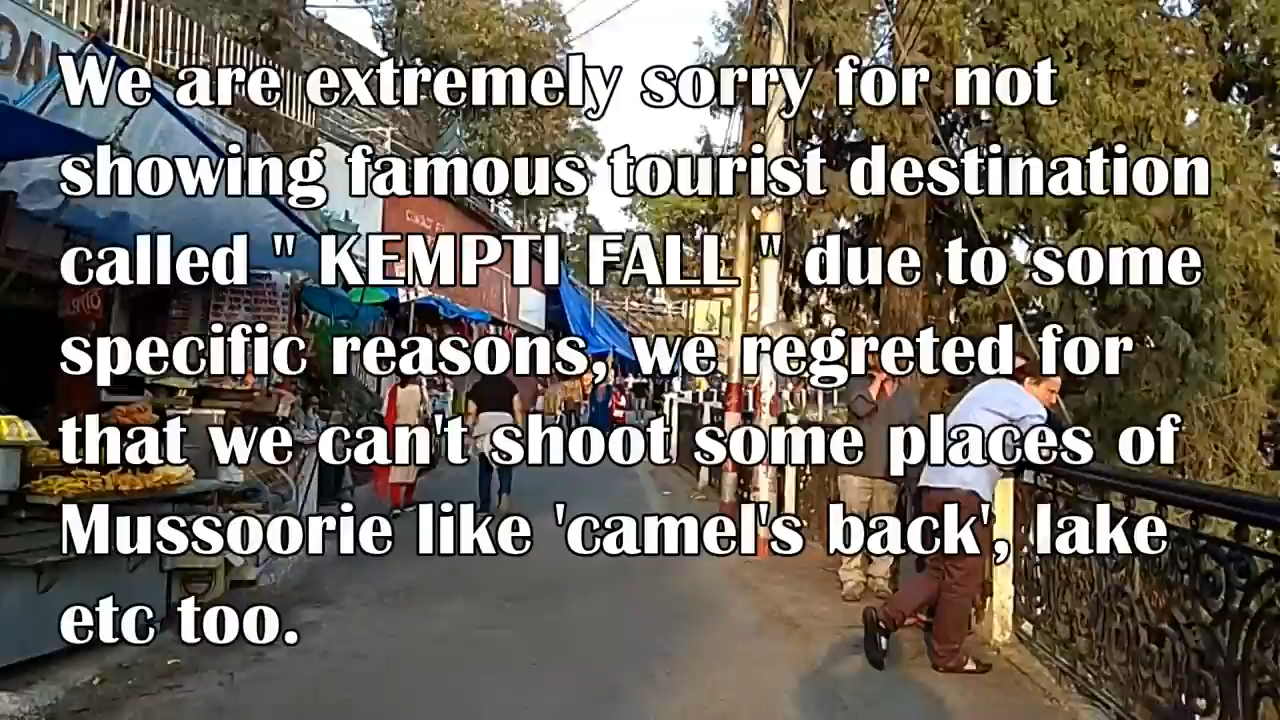 We are extremely sorry for not
showing famous tourist destination
called " KEMPTI FALL " due to some
specific reasons, we regreted for
that we can't shoot some places of
Mussoorie like 'camel's back', lake
etc too.